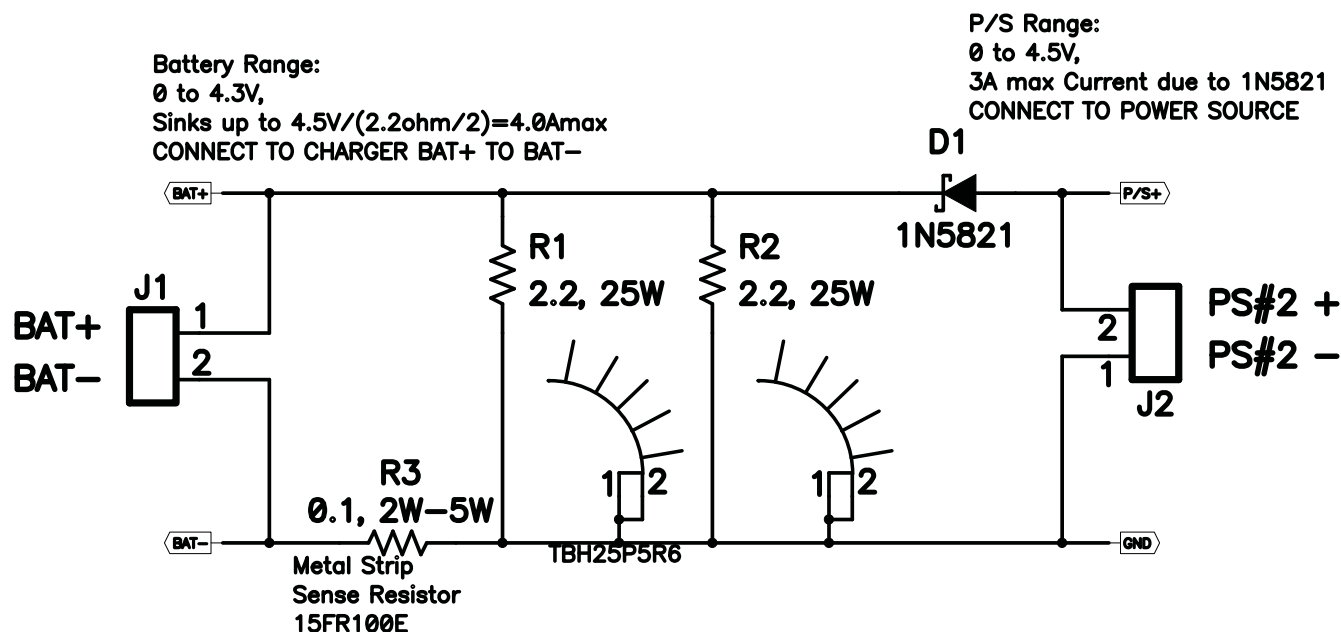 P/S Range:
0 to 4.5V,
3A max Current due to 1N5821
CONNECT TO POWER SOURCE
Battery Range:
0 to 4.3V,
Sinks up to 4.5V/(2.2ohm/2)=4.0Amax
CONNECT TO CHARGER BAT+ TO BAT-
D1
1N5821
BAT+
P/S+
R1
2.2, 25W
R2
2.2, 25W
J1
BAT+
1
BAT-
2
PS#2 +
2
PS#2 -
1
J2
R3
0.1, 2W-5W
1 2
1 2
BAT-
GND
TBH25P5R6
Metal Strip
Sense Resistor
15FR100E